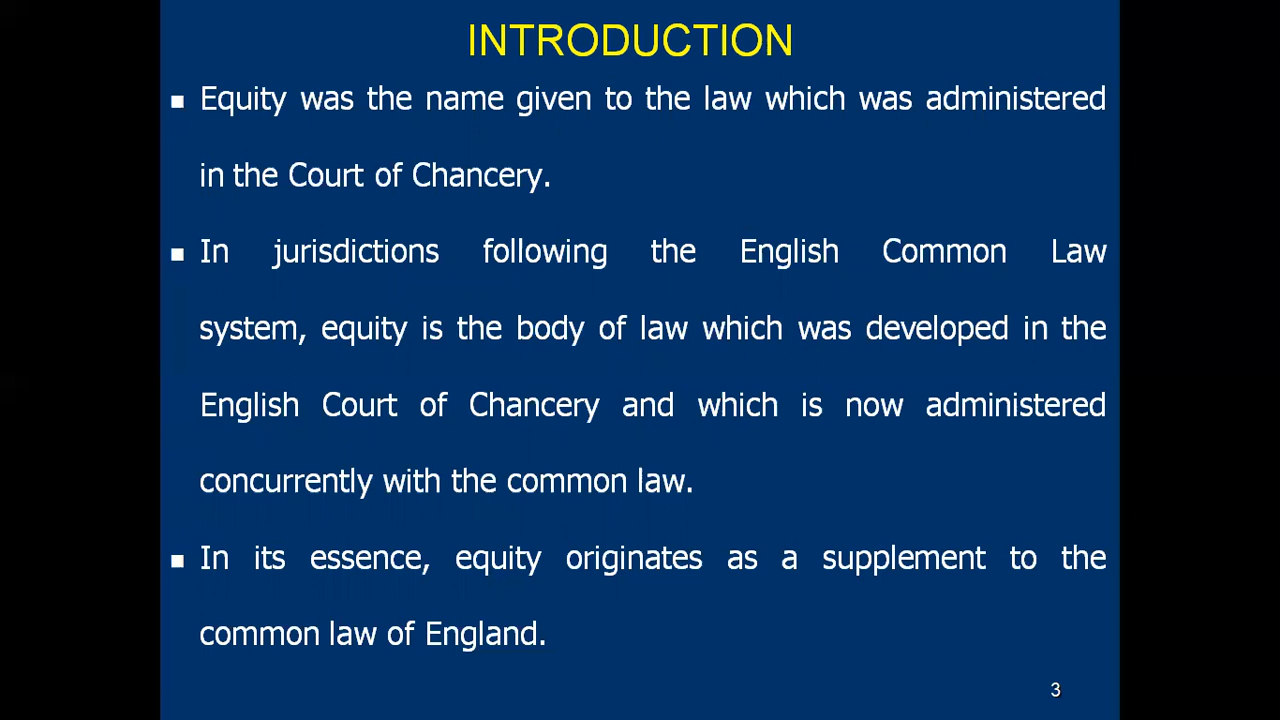 INTRODUCTION
▪ Equity was the name given to the law which was administered
in the Court of Chancery.
▪ In jurisdictions following the English Common Law
system, equity is the body of law which was developed in the
English Court of Chancery and which is now administered
concurrently with the common law.
▪ In its essence, equity originates as a supplement to the
common law of England.
3